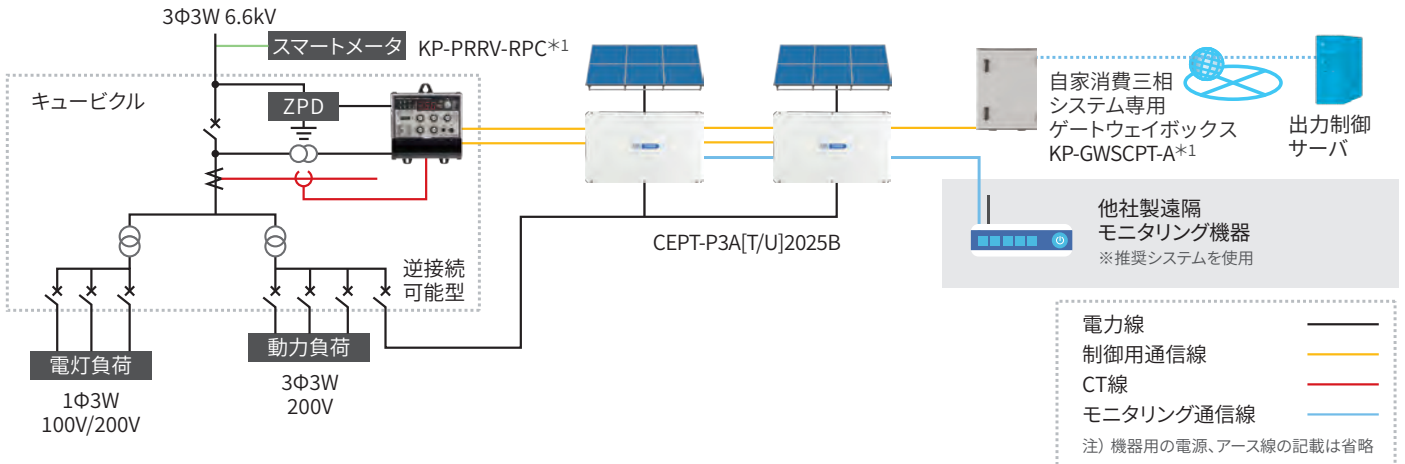 3Φ3W 6.6kV
スマートメータ
KP-PRRV-RPC＊1
キュービクル
ZPD
自家消費三相
システム専用
ゲートウェイボックス
KP-GWSCPT-A＊1
出力制御
サーバ
他社製遠隔
モニタリング機器
※推奨システムを使用
CEPT-P3A[T/U]2025B
逆接続
可能型
電灯負荷
1Φ3W
100V/200V
動力負荷
3Φ3W
200V
電力線
制御用通信線
CT線
モニタリング通信線
注）機器用の電源、アース線の記載は省略